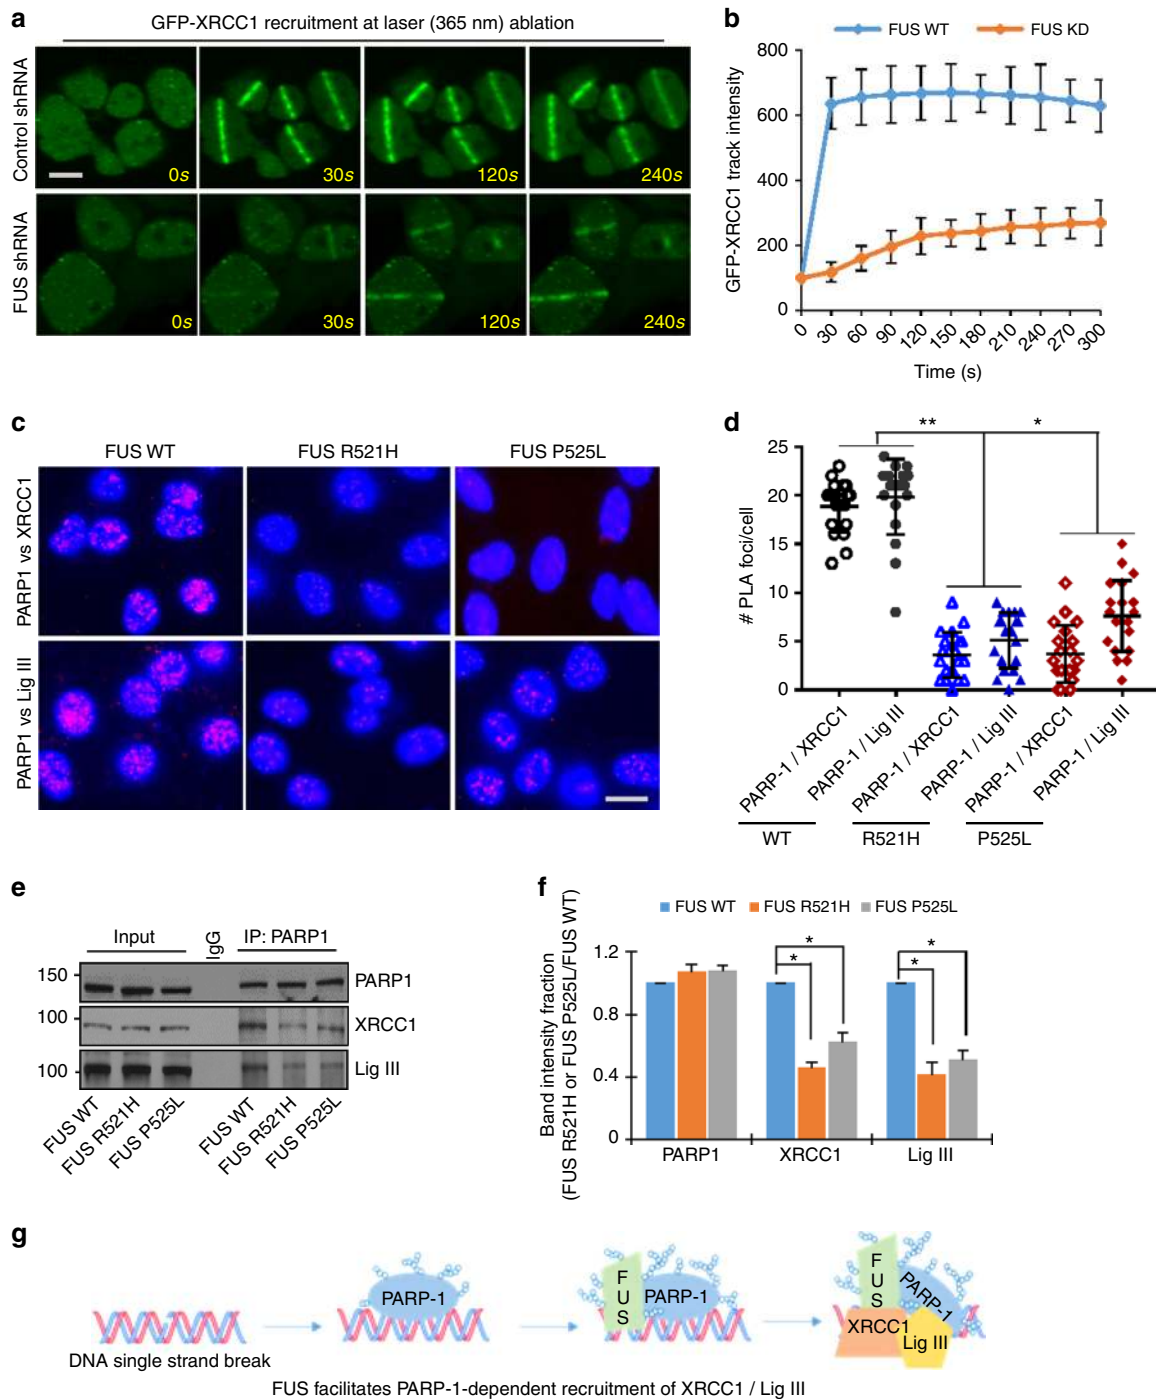 a
GFP-XRCC1 recruitment at laser (365 nm) ablation
Control shRNA
0s
30s
120s
240s
FUS shRNA
0s
30s
120s
240s
b
FUS WT
FUS KD
GFP-XRCC1 track intensity
800
600
400
200
0
0 30 60 90 120 150 180 210 240 270 300
Time (s)
c
FUS WT
FUS R521H
FUS P525L
PARP1 vs XRCC1
PARP1 vs Lig III
d
**
*
# PLA foci/cell
25
20
15
10
5
0
PARP-1 / XRCC1
PARP-1 / Lig III
PARP-1 / XRCC1
PARP-1 / Lig III
PARP-1 / XRCC1
PARP-1 / Lig III
WT
R521H
P525L
e
Input
IgG
IP: PARP1
150
PARP1
100
XRCC1
100
Lig III
FUS WT
FUS R521H
FUS P525L
FUS WT
FUS R521H
FUS P525L
f
FUS WT
FUS R521H
FUS P525L
Band intensity fraction
(FUS R521H or FUS P525L/FUS WT)
1.2
0.8
0.4
0
*
*
*
*
PARP1
XRCC1
Lig III
g
DNA single strand break
PARP-1
FUS
PARP-1
FUS
PARP-1
XRCC1
Lig III
FUS facilitates PARP-1-dependent recruitment of XRCC1 / Lig III